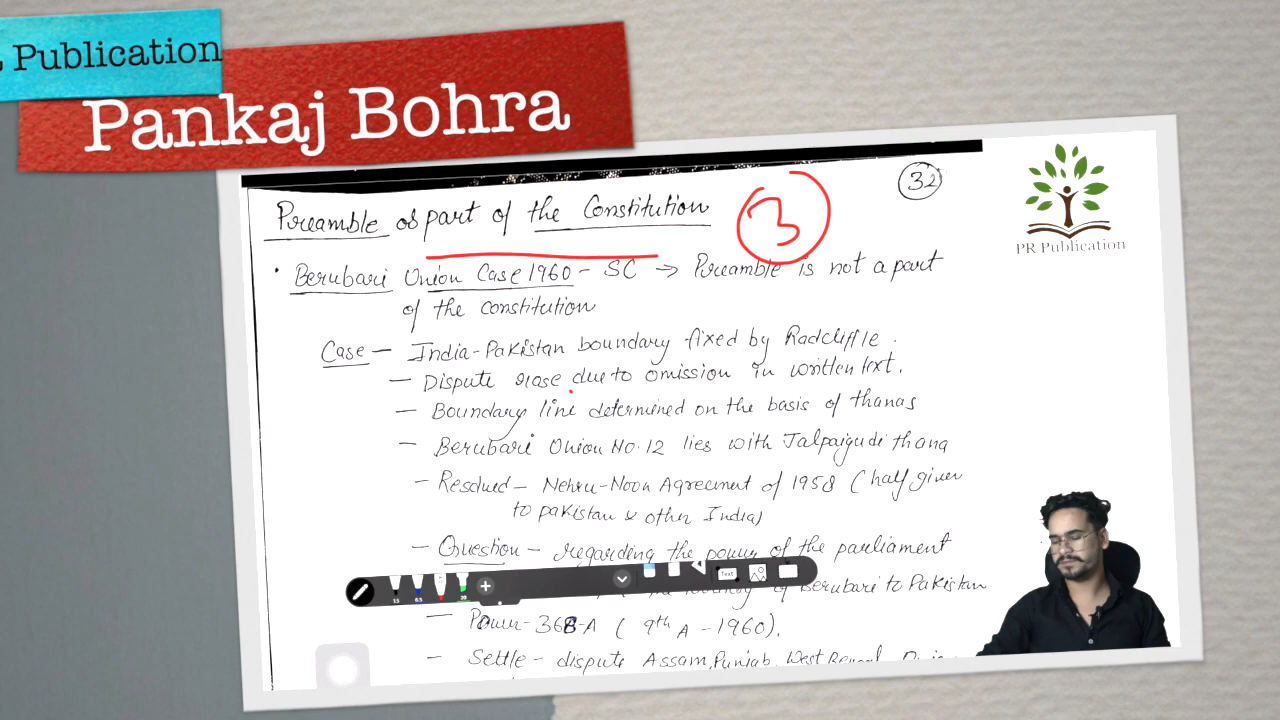 Publication
Pankaj Bohra
32
Preamble as part of the Constitution
3
PR Publication
• Berubari Union Case 1960 - SC → Preamble is not a part
of the constitution
Case - India-Pakistan boundary fixed by Radcliffe.
- Dispute arose due to omission in written text.
- Boundary line determined on the basis of thanas
- Berubari Union No. 12 lies with Jalpaigudi thana
- Resolved - Nehru-Noon Agreement of 1958 (half given
to pakistan & other India)
- Question - regarding the power of the parliament
of Berubari to Pakistan
- Power - 368-A (9th A - 1960).
- Settle - dispute Assam, Punjab, West Bengal
Text